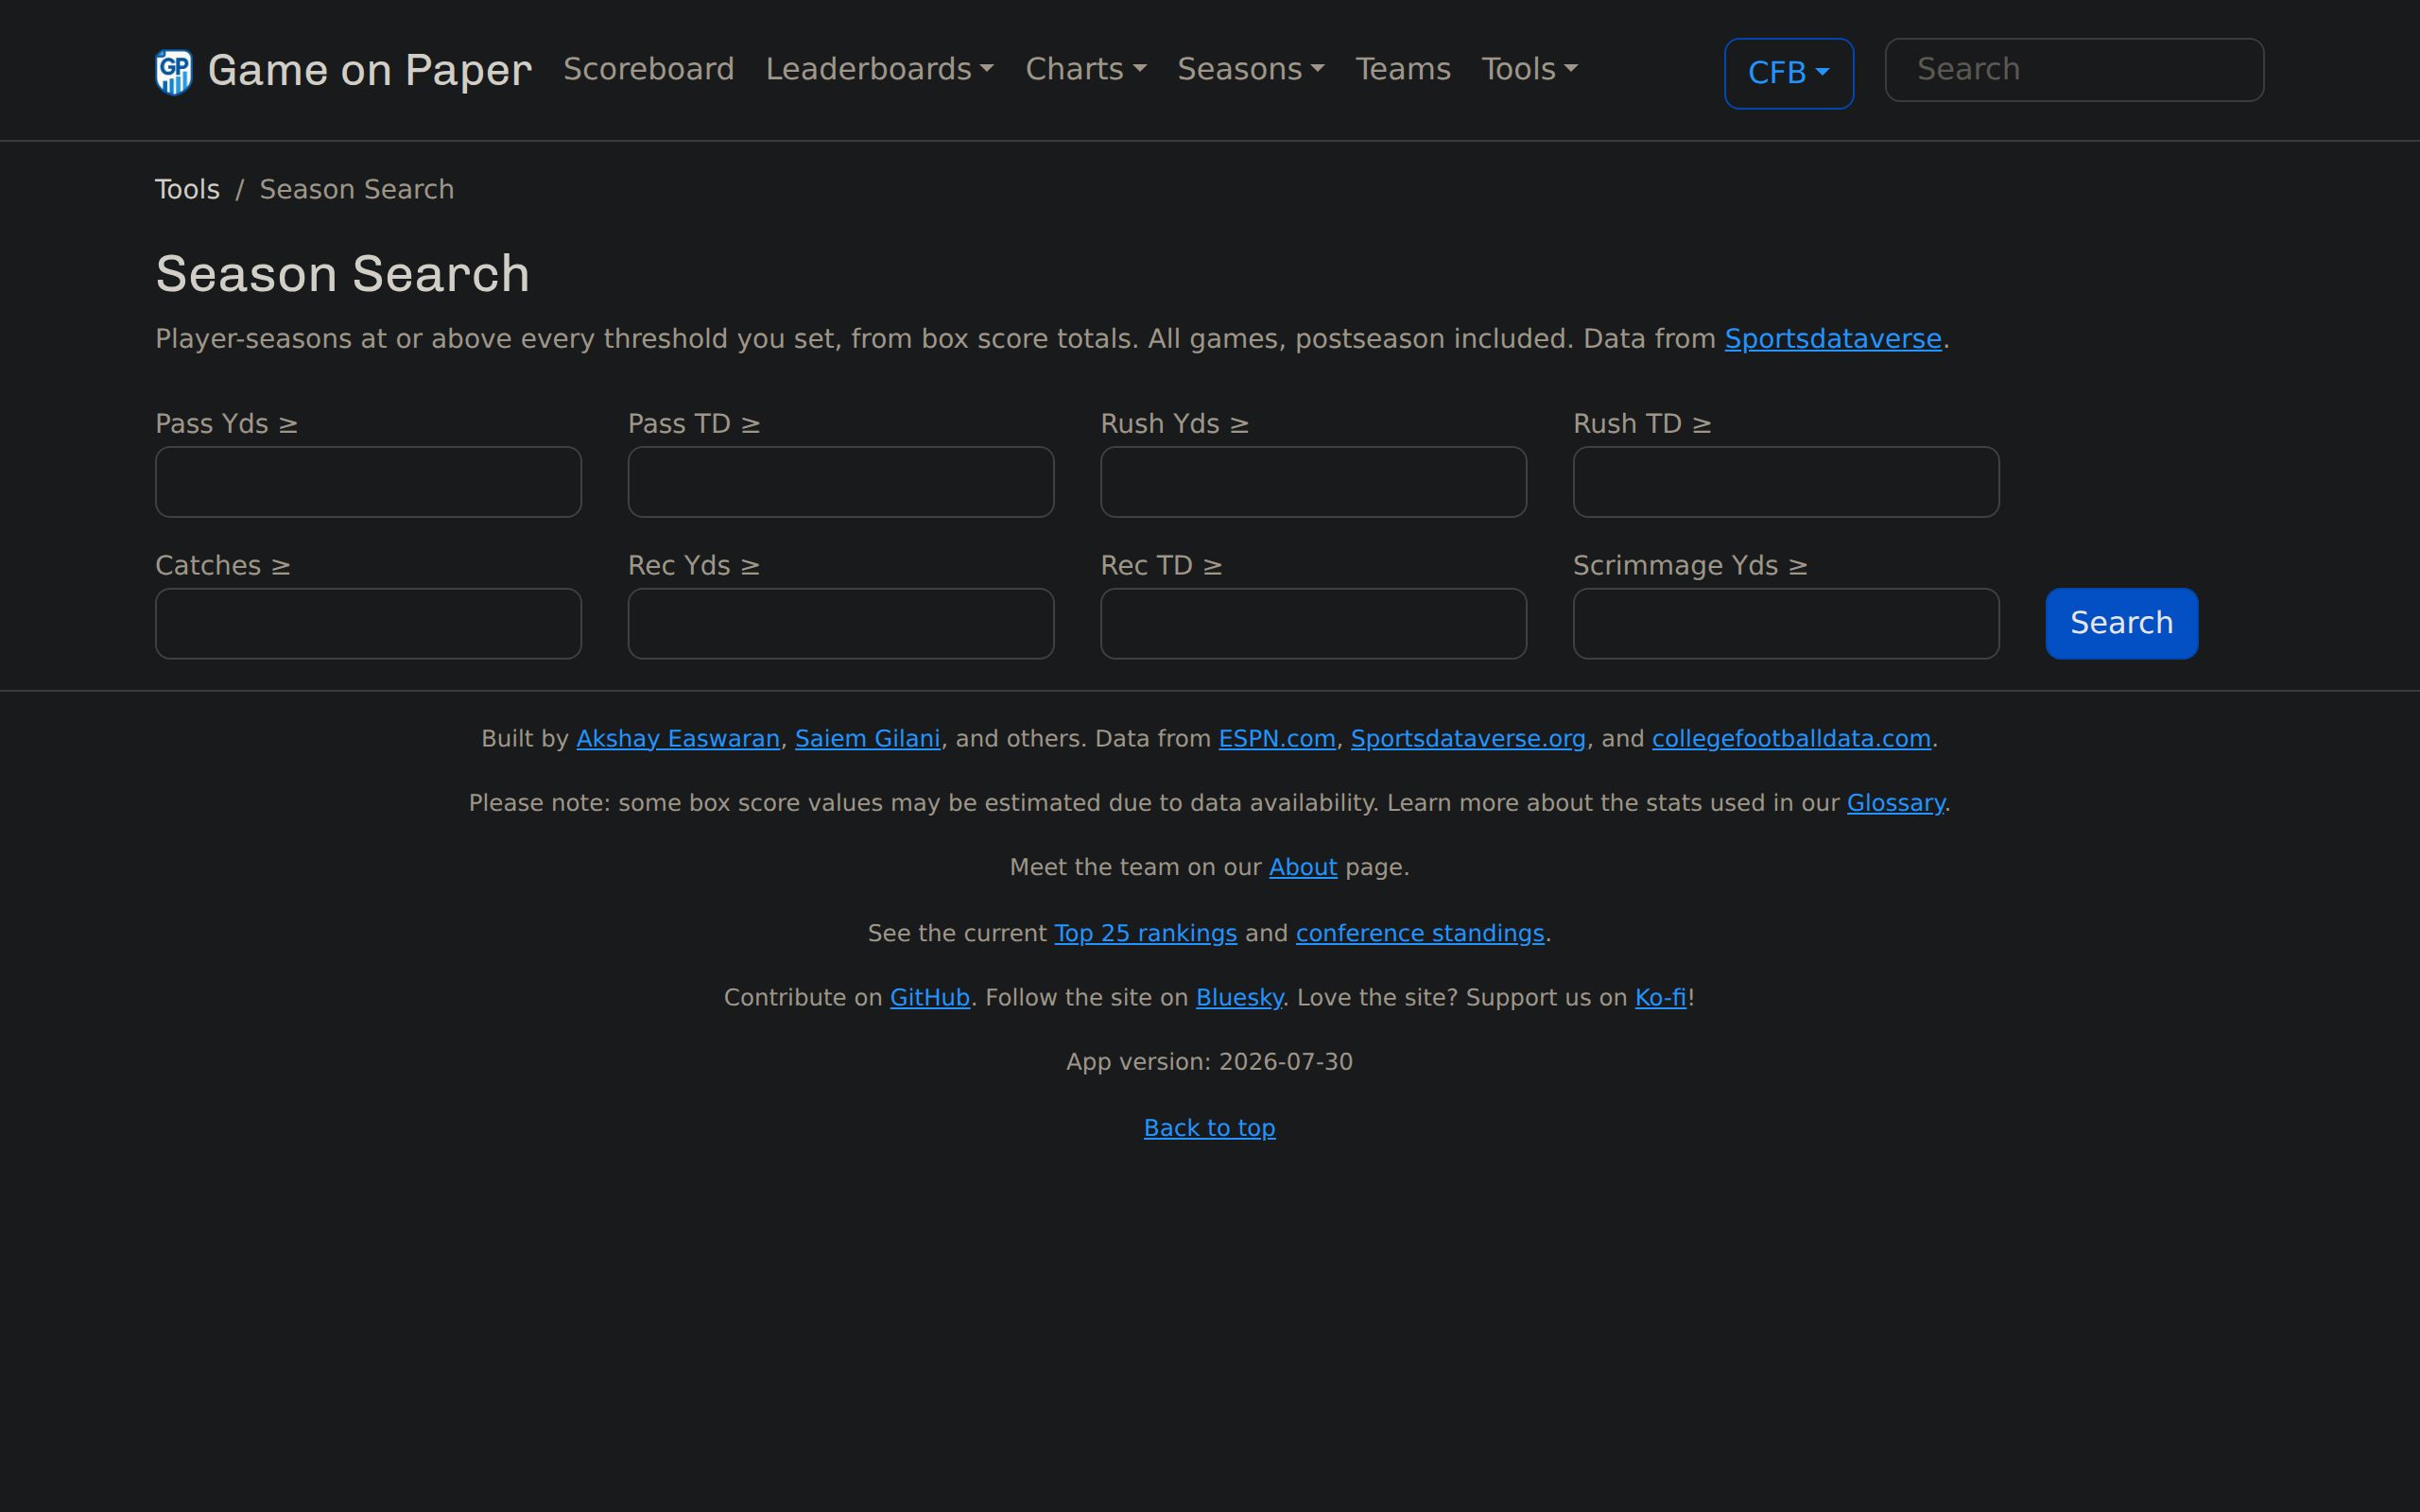 GP Game on Paper Scoreboard Leaderboards Charts Seasons Teams Tools CFB Search
Tools / Season Search
Season Search
Player-seasons at or above every threshold you set, from box score totals. All games, postseason included. Data from Sportsdataverse.
Pass Yds ≥ Pass TD ≥ Rush Yds ≥ Rush TD ≥
Catches ≥ Rec Yds ≥ Rec TD ≥ Scrimmage Yds ≥
Search
Built by Akshay Easwaran, Saiem Gilani, and others. Data from ESPN.com, Sportsdataverse.org, and collegefootballdata.com.
Please note: some box score values may be estimated due to data availability. Learn more about the stats used in our Glossary.
Meet the team on our About page.
See the current Top 25 rankings and conference standings.
Contribute on GitHub. Follow the site on Bluesky. Love the site? Support us on Ko-fi!
App version: 2026-07-30
Back to top